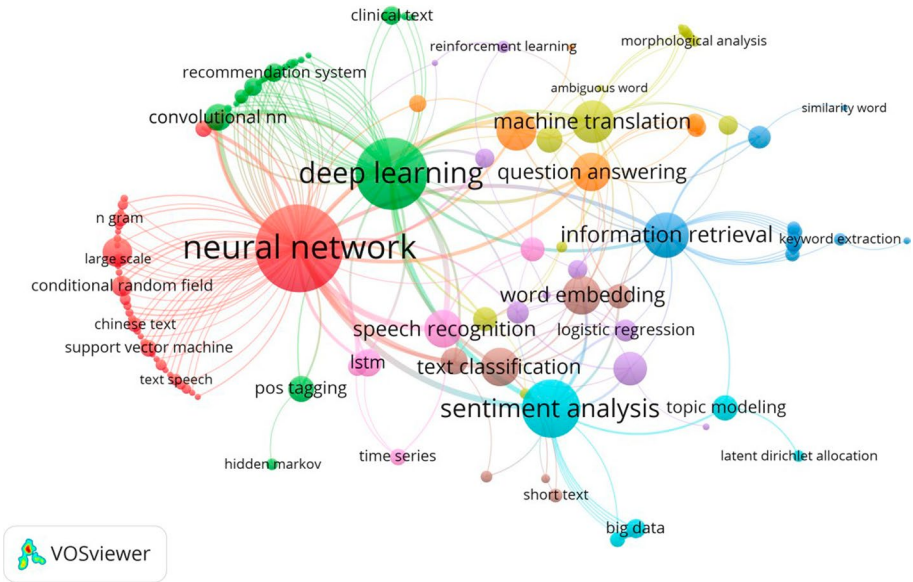 clinical text
reinforcement learning
morphological analysis
recommendation system
ambiguous word
similarity word
convolutional nn
machine translation
deep learning
question answering
n gram
neural network
information retrieval
keyword extraction
large scale
conditional random field
word embedding
chinese text
speech recognition
logistic regression
support vector machine
lstm
text classification
text speech
pos tagging
sentiment analysis
topic modeling
hidden markov
time series
latent dirichlet allocation
short text
big data
VOSviewer